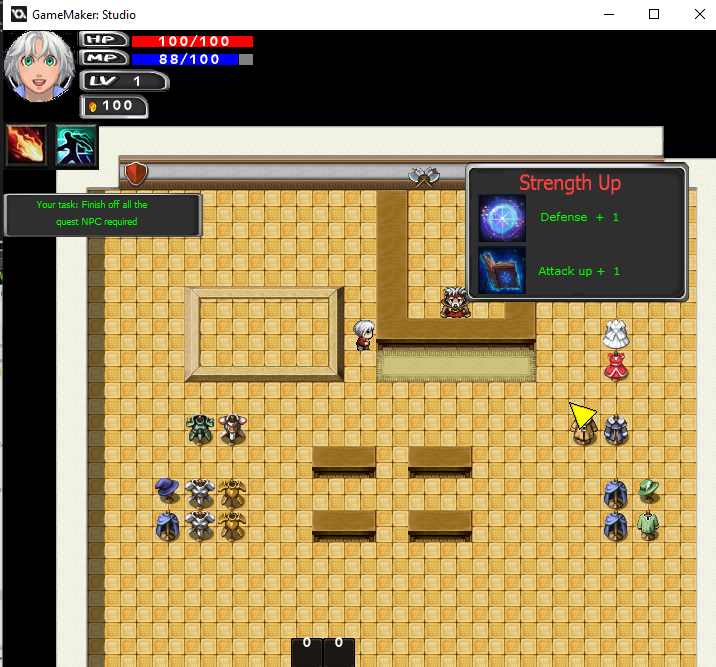 GameMaker: Studio
HP 100/100
MP 88/100
LV 1
100
Your task: Finish off all the
quest NPC required
Strength Up
Defense + 1
Attack up + 1
0 0